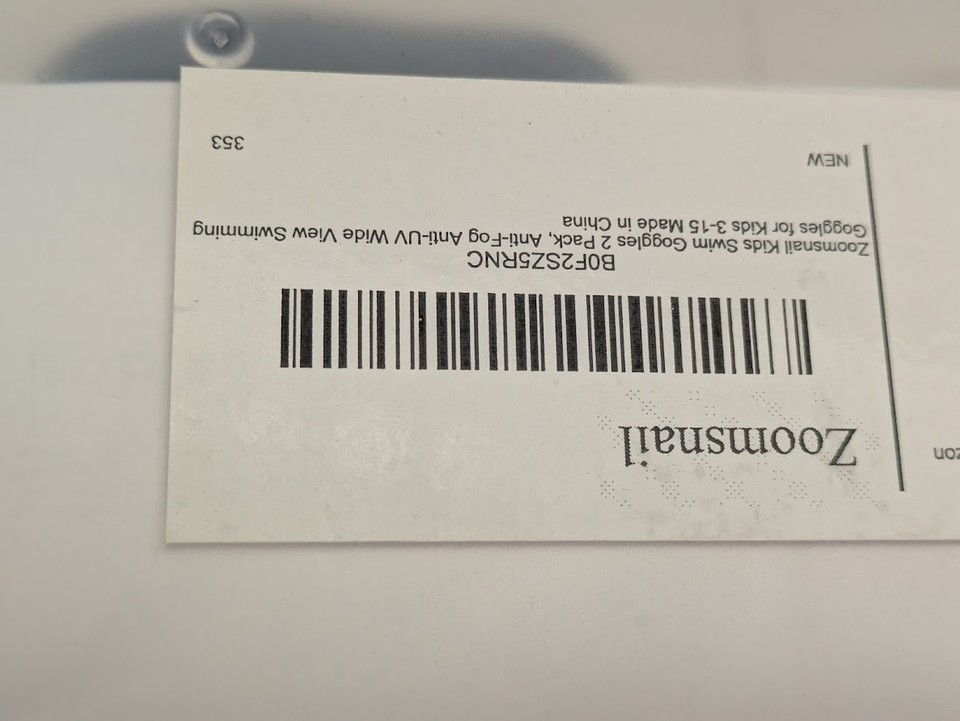 zon
Zoomsnail
B0F2SZ5RNC
Zoomsnail Kids Swim Goggles 2 Pack, Anti-Fog Anti-UV Wide View Swimming
Goggles for Kids 3-15 Made in China
NEW
353